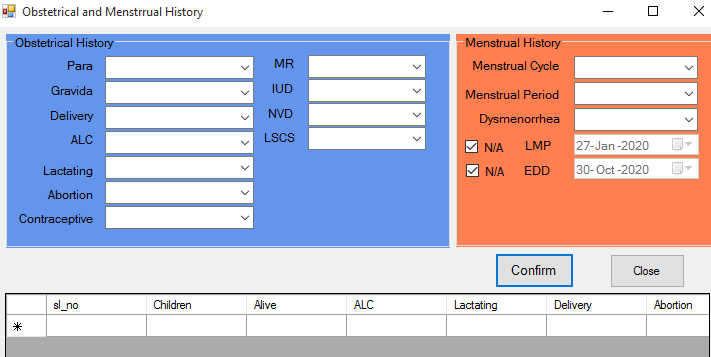 Obstetrical and Menstrrual History
Obstetrical History
Para
Gravida
Delivery
ALC
Lactating
Abortion
Contraceptive
MR
IUD
NVD
LSCS
Menstrual History
Menstrual Cycle
Menstrual Period
Dysmenorrhea
N/A LMP 27-Jan-2020
N/A EDD 30-Oct-2020
Confirm Close
sl_no Children Alive ALC Lactating Delivery Abortion